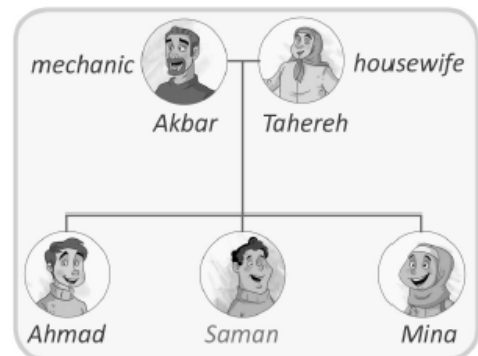 mechanic
housewife
Akbar
Tahereh
Ahmad
Saman
Mina